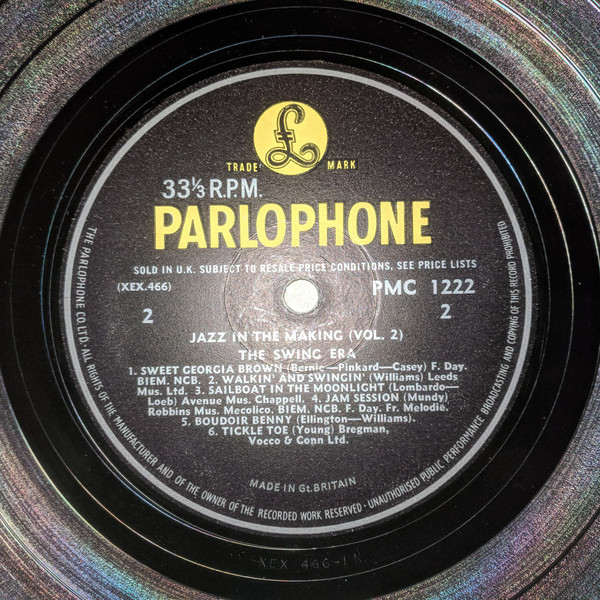 £
TRADE MARK
33⅓ R.P.M.
PARLOPHONE
SOLD IN U.K. SUBJECT TO RESALE PRICE CONDITIONS, SEE PRICE LISTS
(XEX.466)
PMC 1222
2
2
JAZZ IN THE MAKING (VOL. 2)
THE SWING ERA
1. SWEET GEORGIA BROWN (Bernie—Pinkard—Casey) F. Day.
BIEM. NCB. 2. WALKIN' AND SWINGIN' (Williams) Leeds
Mus. Ltd. 3. SAILBOAT IN THE MOONLIGHT (Lombardo—
Loeb) Avenue Mus. Chappell. 4. JAM SESSION (Mundy)
Robbins Mus. Mecolico. BIEM. NCB. F. Day. Fr. Melodie.
5. BOUDOIR BENNY (Ellington—Williams).
6. TICKLE TOE (Young) Bregman,
Vocco & Conn Ltd.
MADE IN Gt. BRITAIN
THE PARLOPHONE CO. LTD. · ALL RIGHTS OF THE MANUFACTURER AND OF THE OWNER OF THE RECORDED WORK RESERVED · UNAUTHORISED PUBLIC PERFORMANCE BROADCASTING AND COPYING OF THIS RECORD PROHIBITED
XEX 466-1N